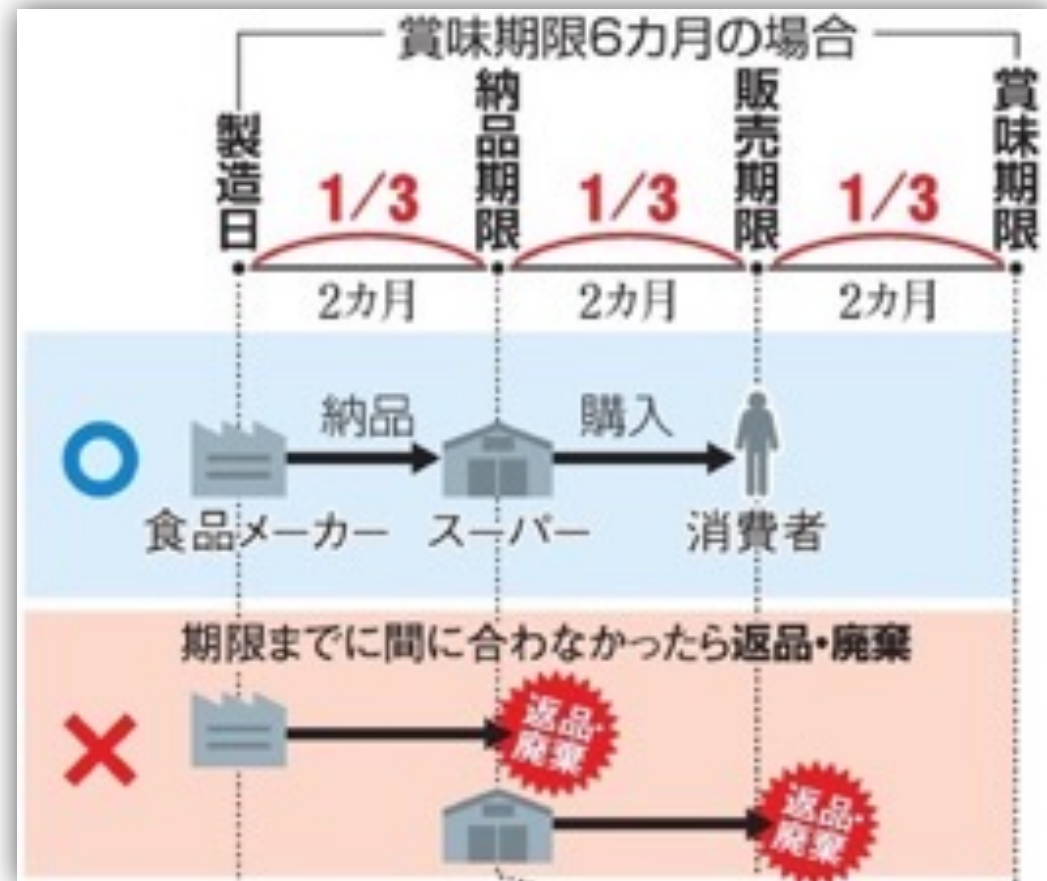 賞味期限6カ月の場合
製造日
納品期限
販売期限
賞味期限
1/3
1/3
1/3
2カ月
2カ月
2カ月
納品
購入
食品メーカー
スーパー
消費者
期限までに間に合わなかったら返品・廃棄
返品・
廃棄
返品・
廃棄